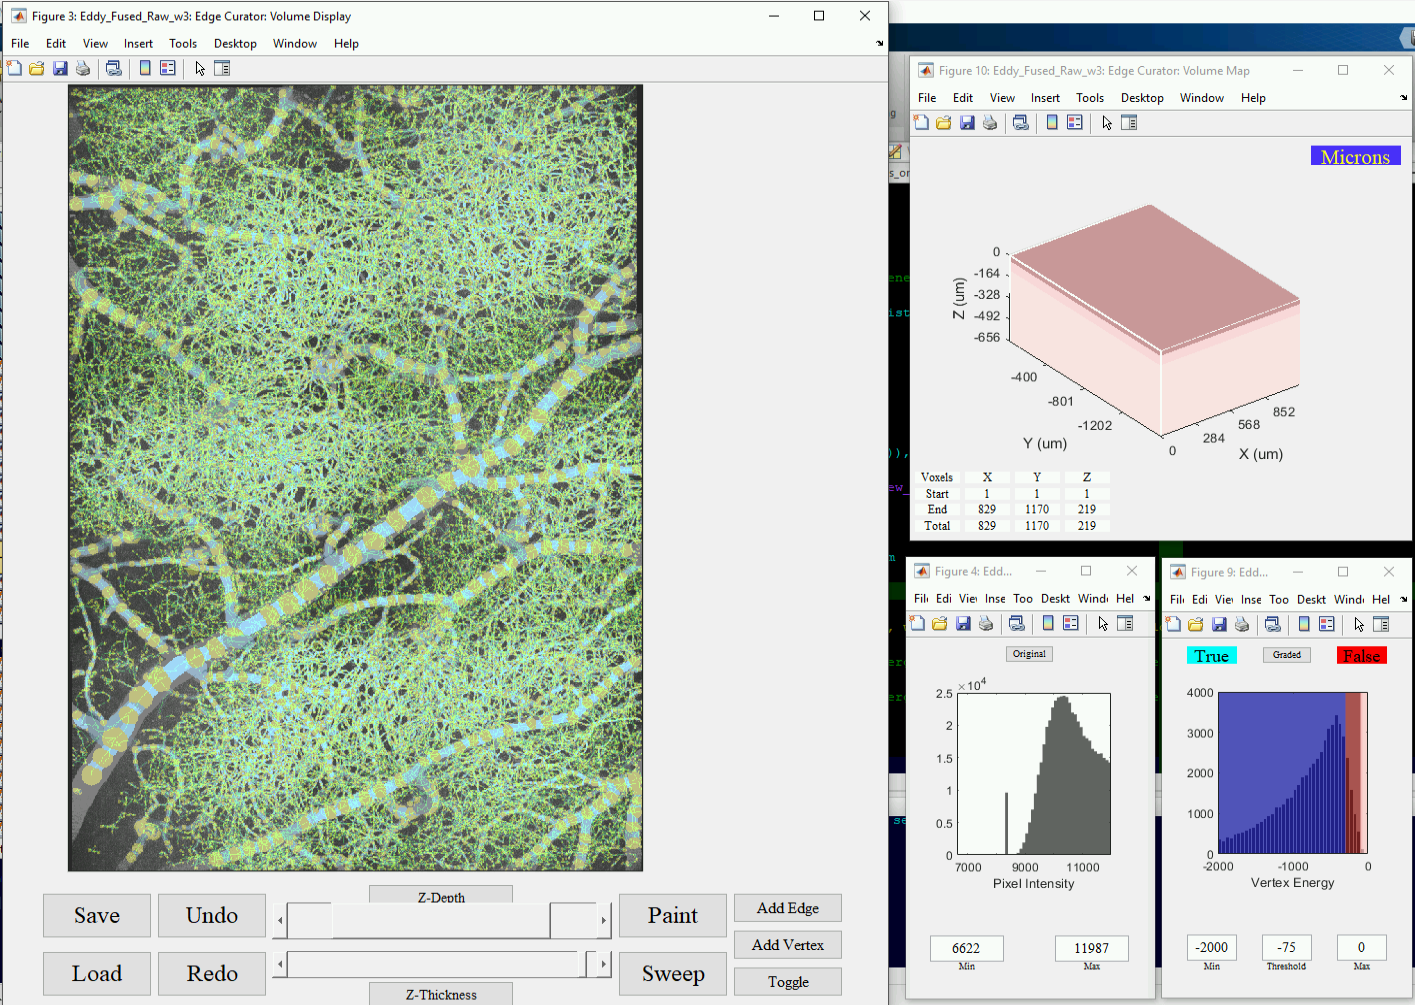 Figure 3: Eddy_Fused_Raw_w3: Edge Curator: Volume Display
File Edit View Insert Tools Desktop Window Help
Z-Depth
Save Undo Paint Add Edge
Add Vertex
Load Redo Sweep Toggle
Z-Thickness
Figure 10: Eddy_Fused_Raw_w3: Edge Curator: Volume Map
File Edit View Insert Tools Desktop Window Help
Microns
0
-164
-328
-492
-656
Z (um)
-400
-801
-1202
Y (um)
0
284
568
852
X (um)
Voxels X Y Z
Start 1 1 1
End 829 1170 219
Total 829 1170 219
Figure 4: Edd...
Fil Edi Vie Inse Too Deskt Wind Hel
Original
×10^4
2.5
2
1.5
1
0.5
0
7000 9000 11000
Pixel Intensity
6622 11987
Min Max
Figure 9: Edd...
Fil Edi Vie Inse Too Deskt Wind Hel
True Graded False
4000
3000
2000
1000
0
-2000 -1000 0
Vertex Energy
-2000 -75 0
Min Threshold Max